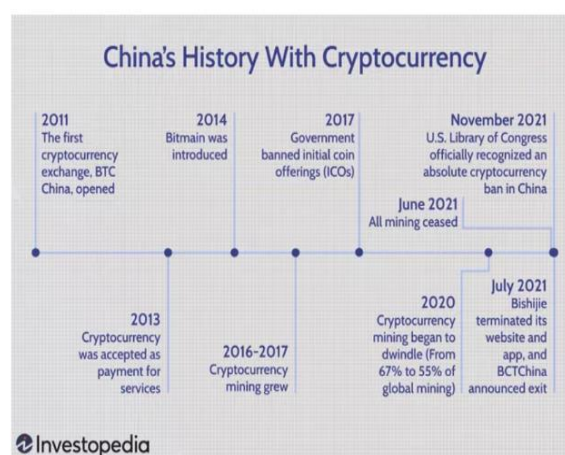 China's History With Cryptocurrency
2011
The first
cryptocurrency
exchange, BTC
China, opened
2014
Bitmain was
introduced
2017
Government
banned initial coin
offerings (ICOs)
November 2021
U.S. Library of Congress
officially recognized an
absolute cryptocurrency
ban in China
June 2021
All mining ceased
2013
Cryptocurrency
was accepted as
payment for
services
2016-2017
Cryptocurrency
mining grew
2020
Cryptocurrency
mining began to
dwindle (From
67% to 55% of
global mining)
July 2021
Bishijie
terminated its
website and
app, and
BCTChina
announced exit
Investopedia